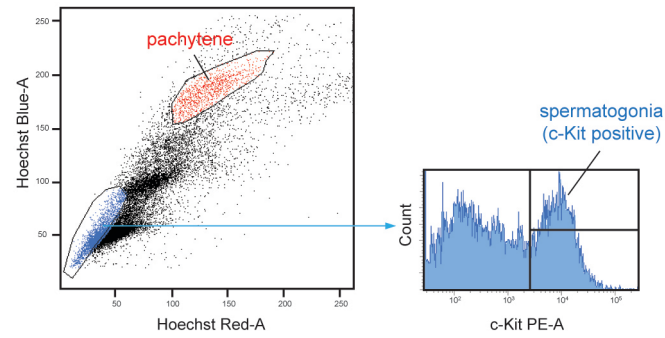 250
200
150
100
50
Hoechst Blue-A
pachytene
50
100
150
200
250
Hoechst Red-A
spermatogonia
(c-Kit positive)
Count
10²
10³
10⁴
10⁵
c-Kit PE-A